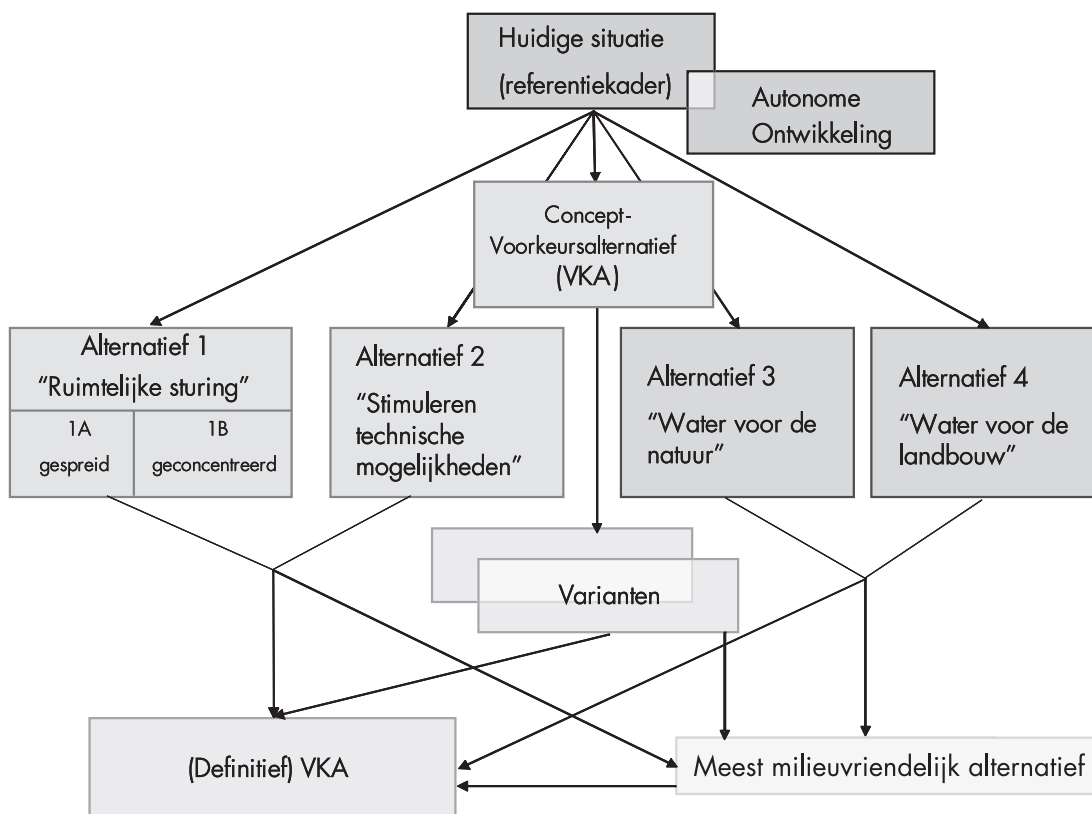 Huidige situatie
(referentiekader)
Autonome
Ontwikkeling
Concept-
Voorkeursalternatief
(VKA)
Alternatief 1
“Ruimtelijke sturing”
1A
gespreid
1B
geconcentreerd
Alternatief 2
“Stimuleren
technische
mogelijkheden”
Alternatief 3
“Water voor de
natuur”
Alternatief 4
“Water voor de
landbouw”
Varianten
(Definitief) VKA
Meest milieuvriendelijk alternatief